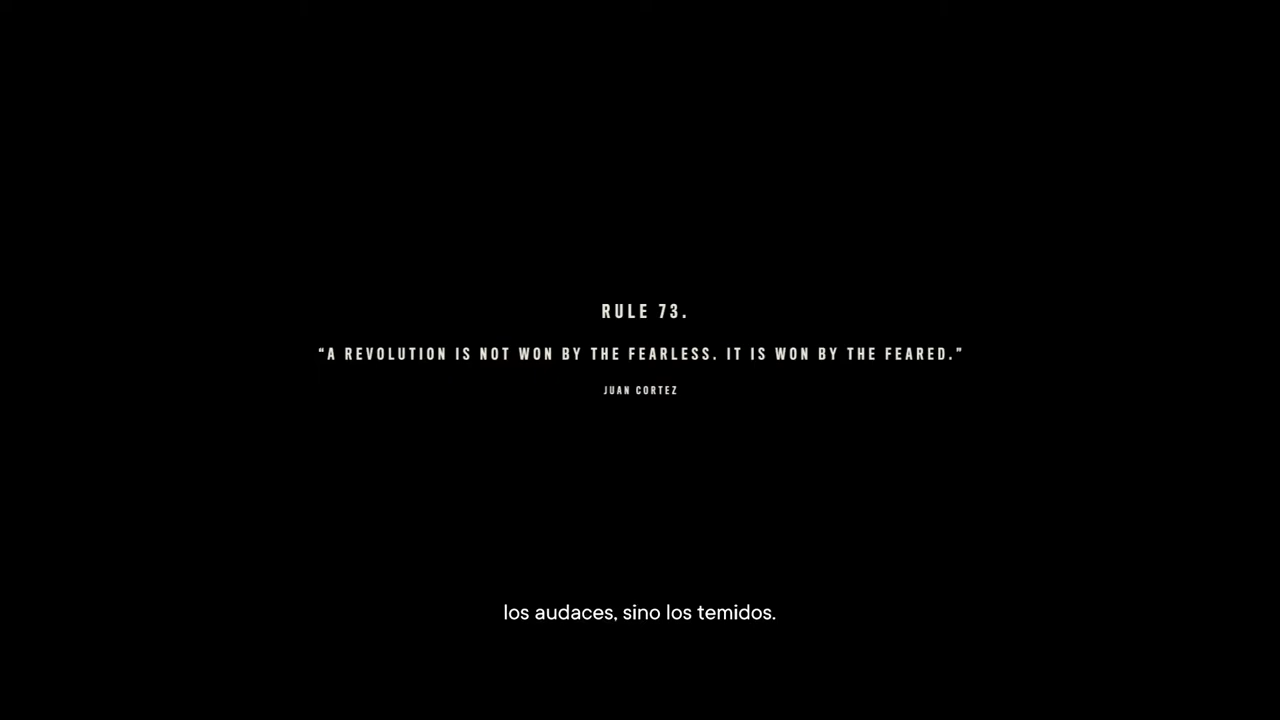 RULE 73.
“A REVOLUTION IS NOT WON BY THE FEARLESS. IT IS WON BY THE FEARED.”
JUAN CORTEZ
los audaces, sino los temidos.